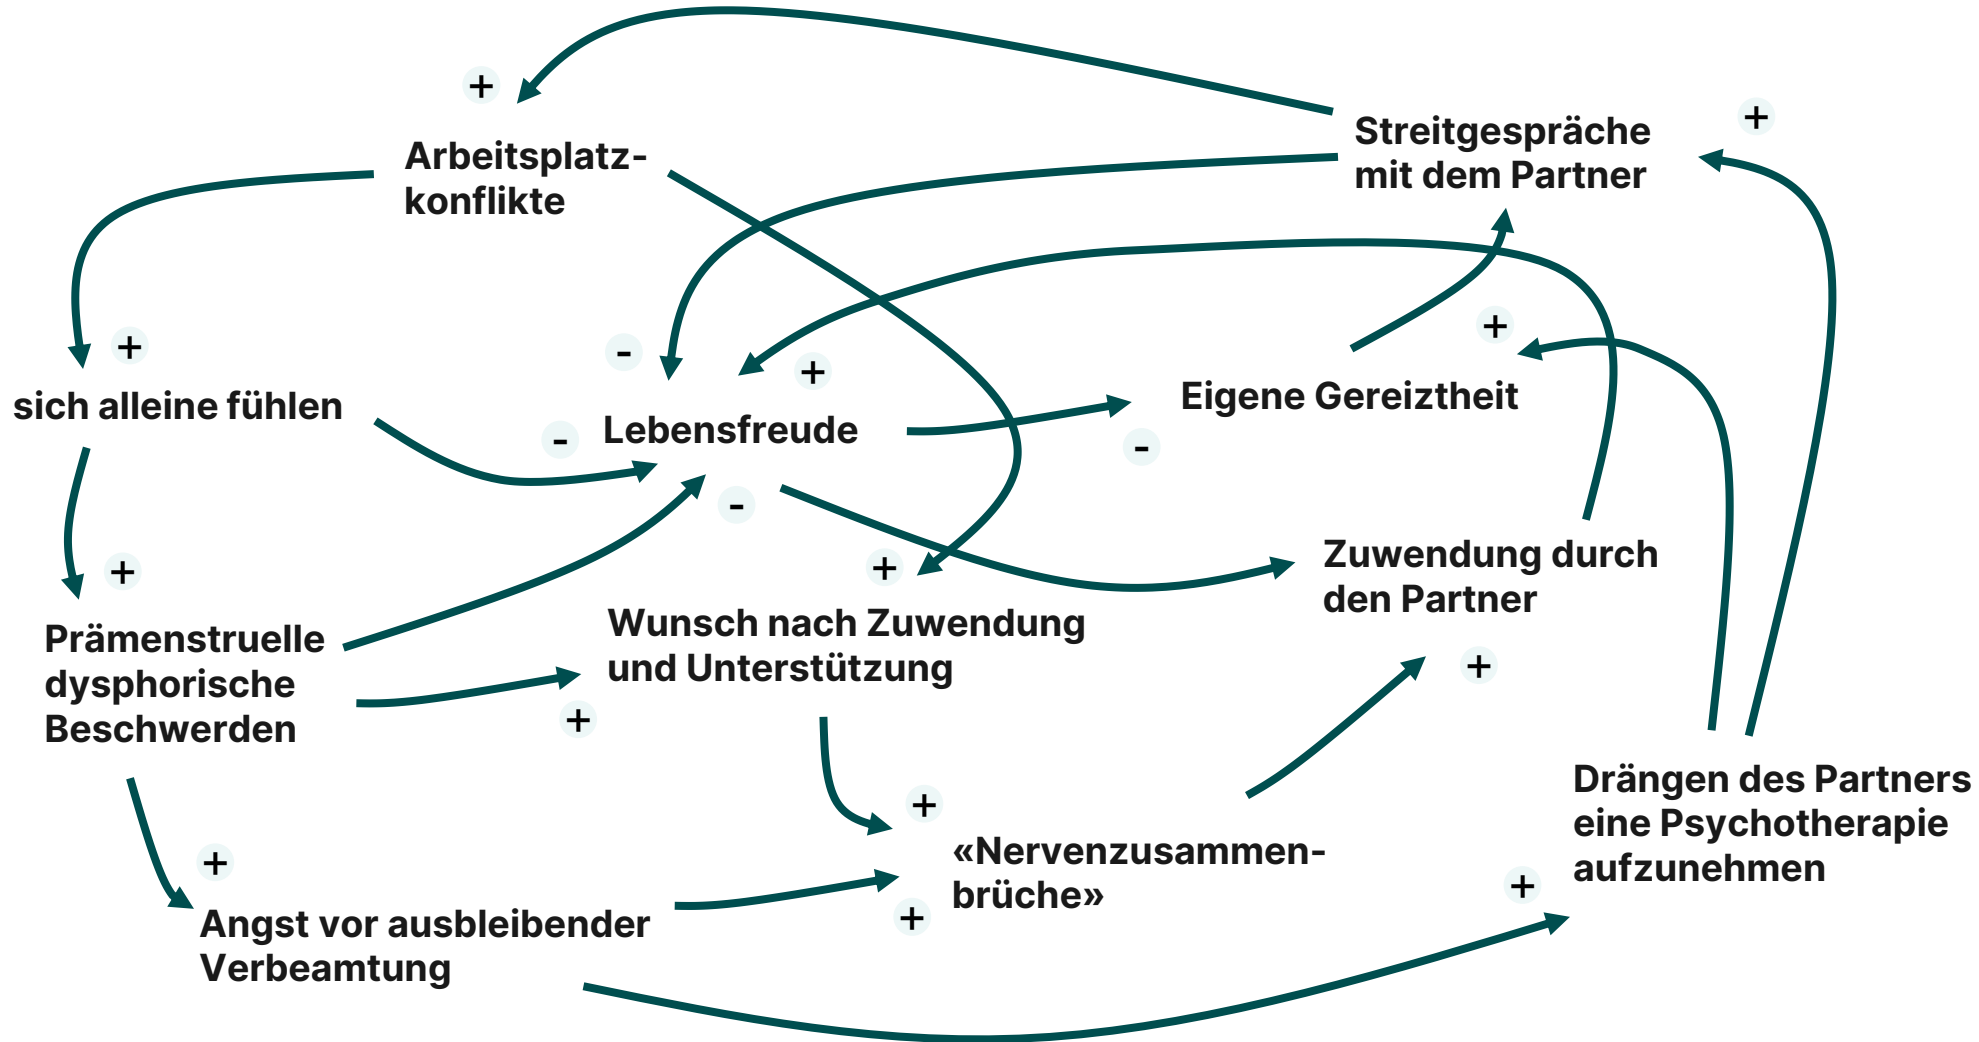 +
+
Streitgespräche
mit dem Partner
Arbeitsplatz-
konflikte
+
+
-
+
sich alleine fühlen
-
Lebensfreude
-
Eigene Gereiztheit
-
+
+
Zuwendung durch
den Partner
Wunsch nach Zuwendung
und Unterstützung
Prämenstruelle
dysphorische
Beschwerden
+
+
+
«Nervenzusammen-
brüche»
+
Drängen des Partners
eine Psychotherapie
aufzunehmen
+
+
Angst vor ausbleibender
Verbeamtung